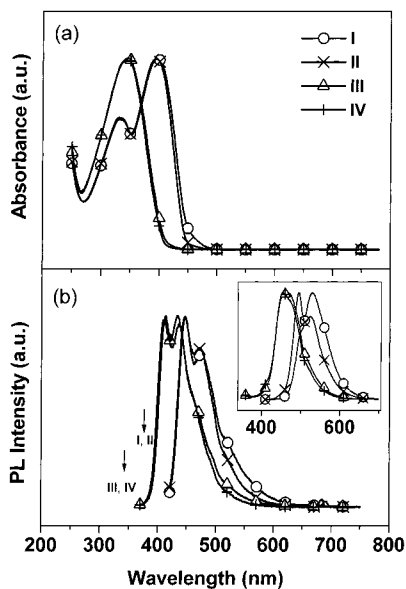 (a)
I
II
III
IV
Absorbance (a.u.)
(b)
400 600
I, II
III, IV
PL Intensity (a.u.)
200 300 400 500 600 700 800
Wavelength (nm)